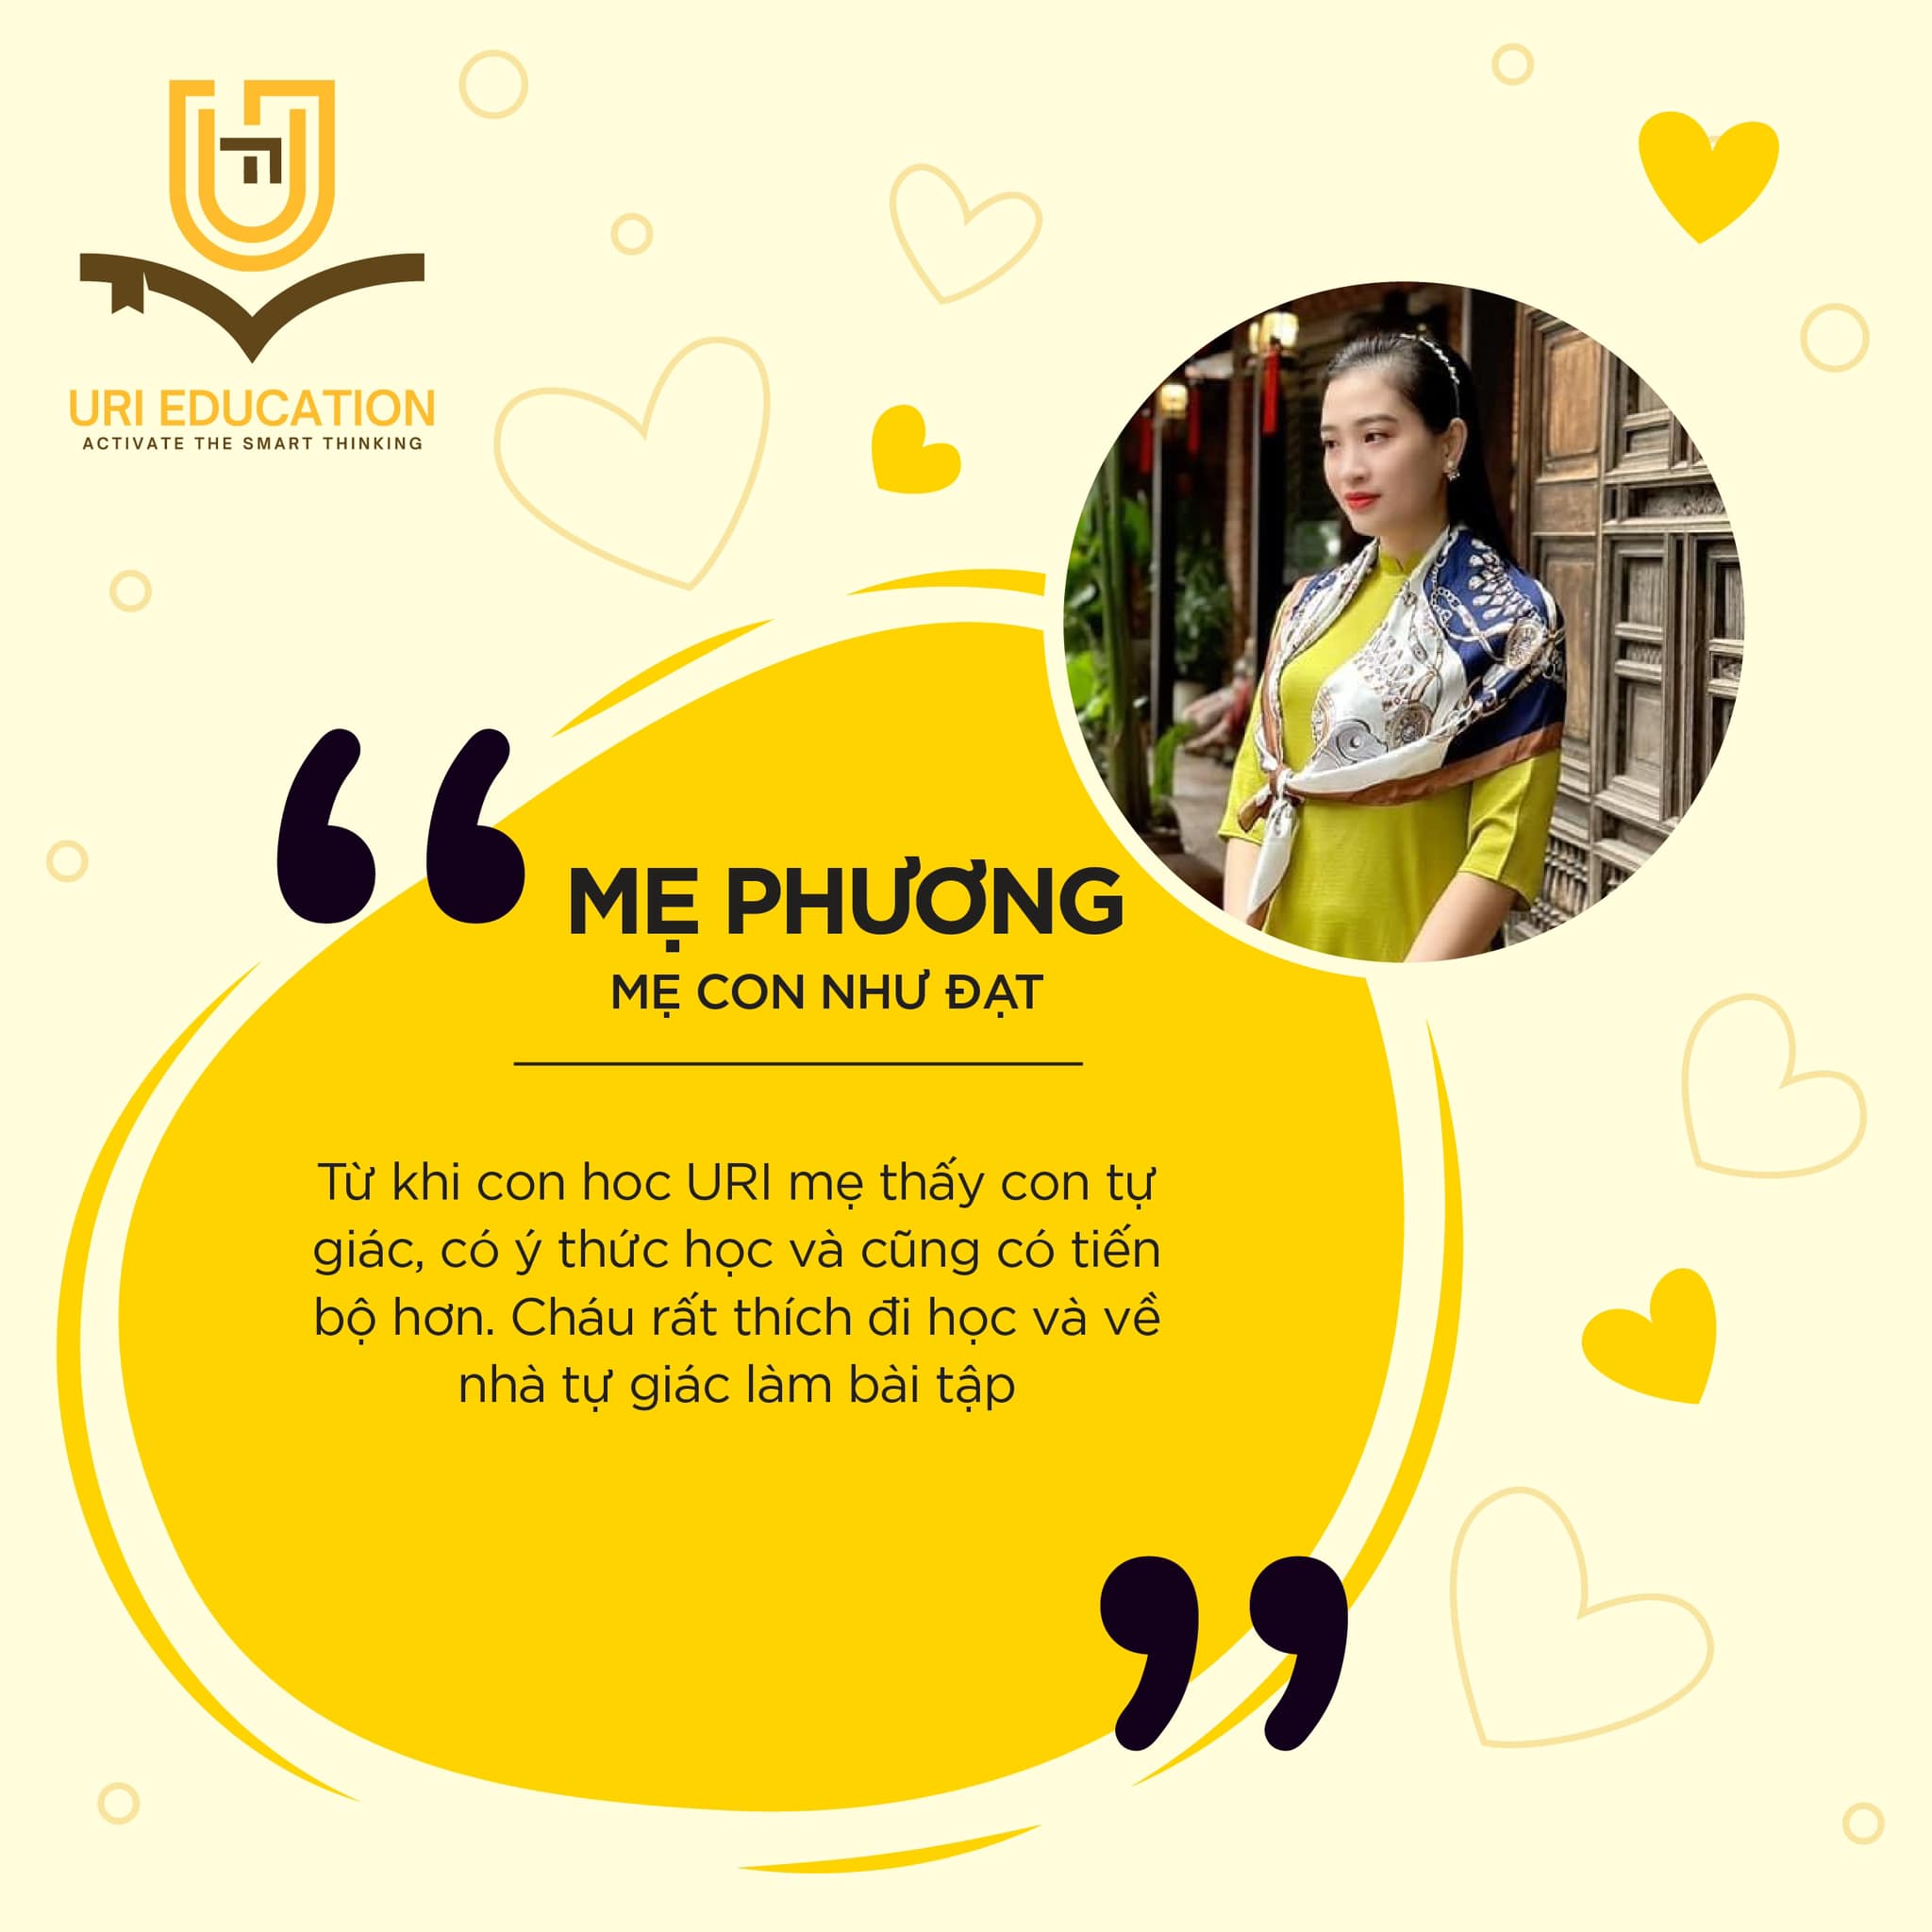 URI EDUCATION
ACTIVATE THE SMART THINKING
MẸ PHƯƠNG
MẸ CON NHƯ ĐẠT
Từ khi con hoc URI mẹ thấy con tự
giác, có ý thức học và cũng có tiến
bộ hơn. Cháu rất thích đi học và về
nhà tự giác làm bài tập